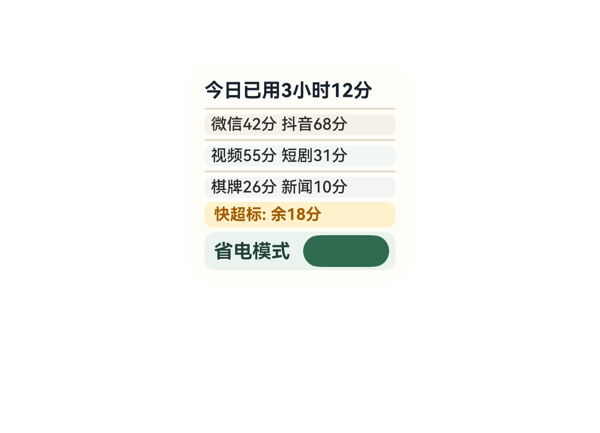 今日已用3小时12分
微信42分 抖音68分
视频55分 短剧31分
棋牌26分 新闻10分
快超标: 余18分
省电模式